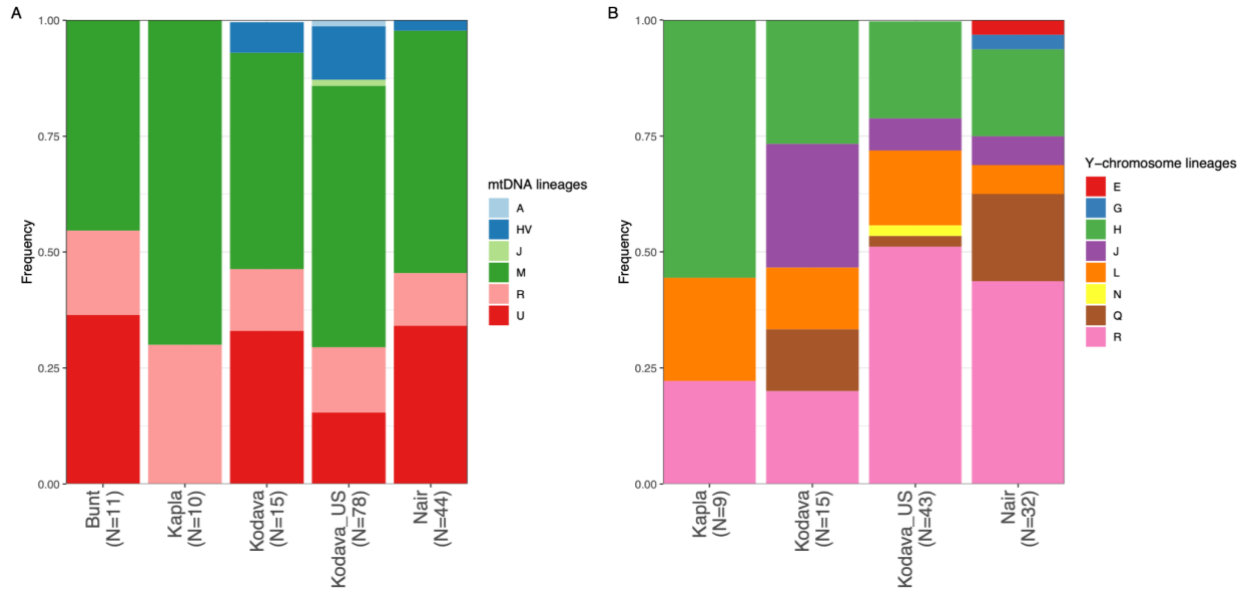 A
1.00
0.75
0.50
0.25
0.00
Frequency
Bunt
(N=11)
Kapla
(N=10)
Kodava
(N=15)
Kodava_US
(N=78)
Nair
(N=44)
mtDNA lineages
A
HV
J
M
R
U
B
1.00
0.75
0.50
0.25
0.00
Frequency
Kapla
(N=9)
Kodava
(N=15)
Kodava_US
(N=43)
Nair
(N=32)
Y-chromosome lineages
E
G
H
J
L
N
Q
R